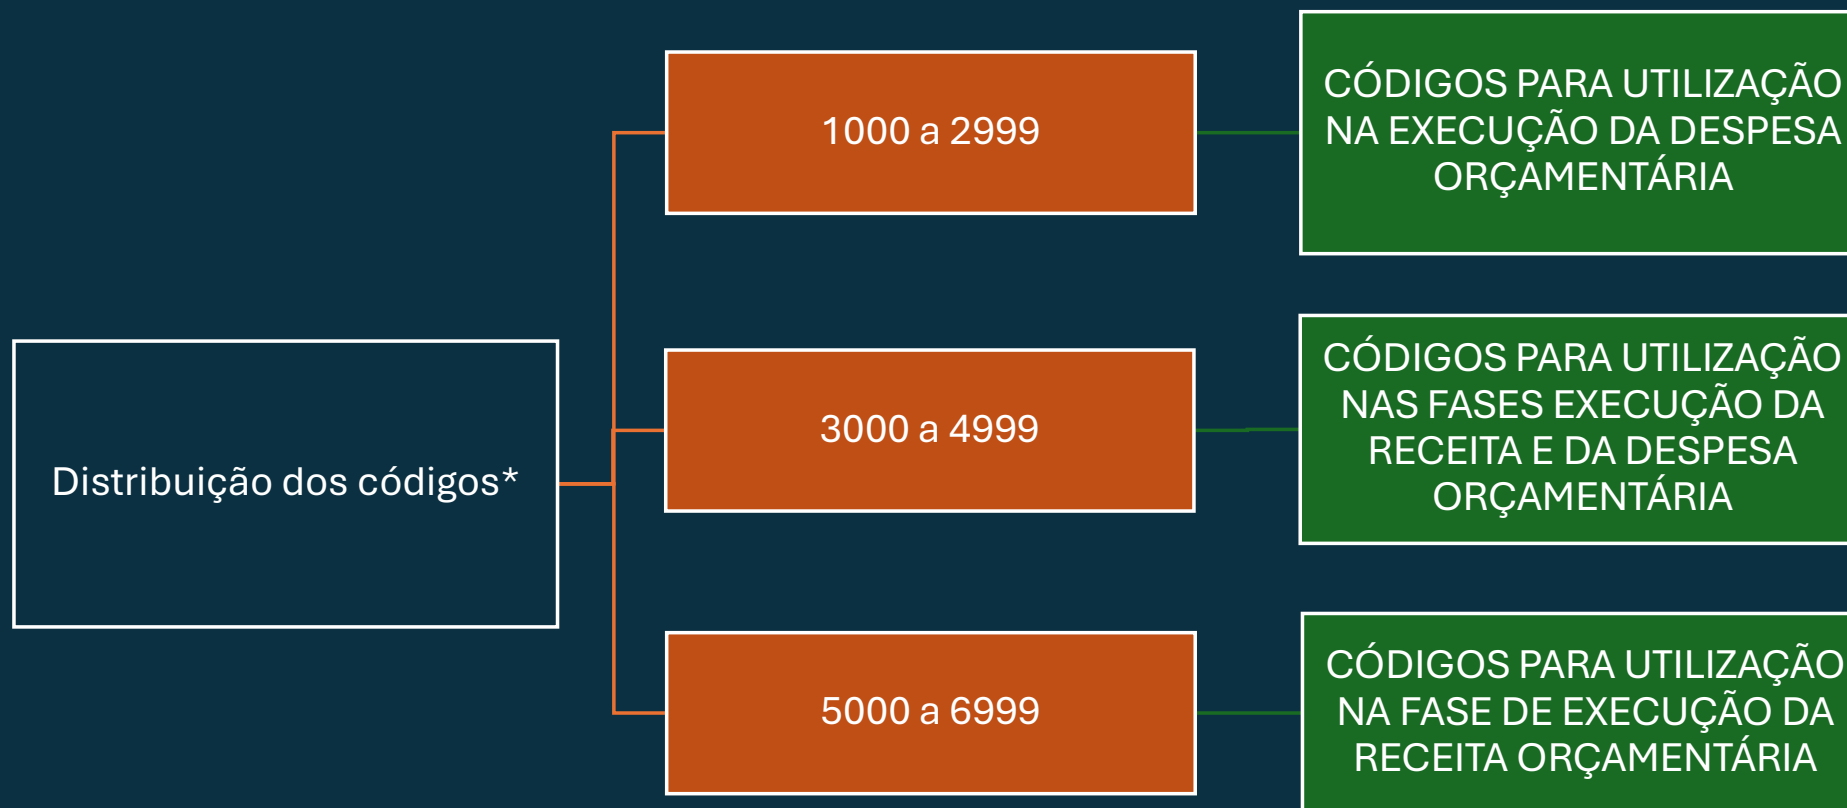 Distribuição dos códigos*
1000 a 2999
CÓDIGOS PARA UTILIZAÇÃO
NA EXECUÇÃO DA DESPESA
ORÇAMENTÁRIA
3000 a 4999
CÓDIGOS PARA UTILIZAÇÃO
NAS FASES EXECUÇÃO DA
RECEITA E DA DESPESA
ORÇAMENTÁRIA
5000 a 6999
CÓDIGOS PARA UTILIZAÇÃO
NA FASE DE EXECUÇÃO DA
RECEITA ORÇAMENTÁRIA